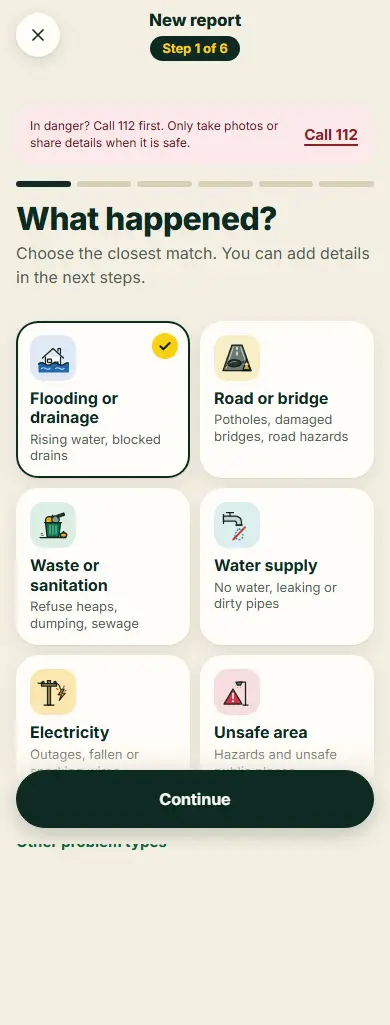 New report
Step 1 of 6
In danger? Call 112 first. Only take photos or
share details when it is safe.
Call 112
What happened?
Choose the closest match. You can add details
in the next steps.
Flooding or
drainage
Rising water, blocked
drains
Road or bridge
Potholes, damaged
bridges, road hazards
Waste or
sanitation
Refuse heaps,
dumping, sewage
Water supply
No water, leaking or
dirty pipes
Electricity
Outages, fallen or
Unsafe area
Hazards and unsafe
Continue
Other problem types